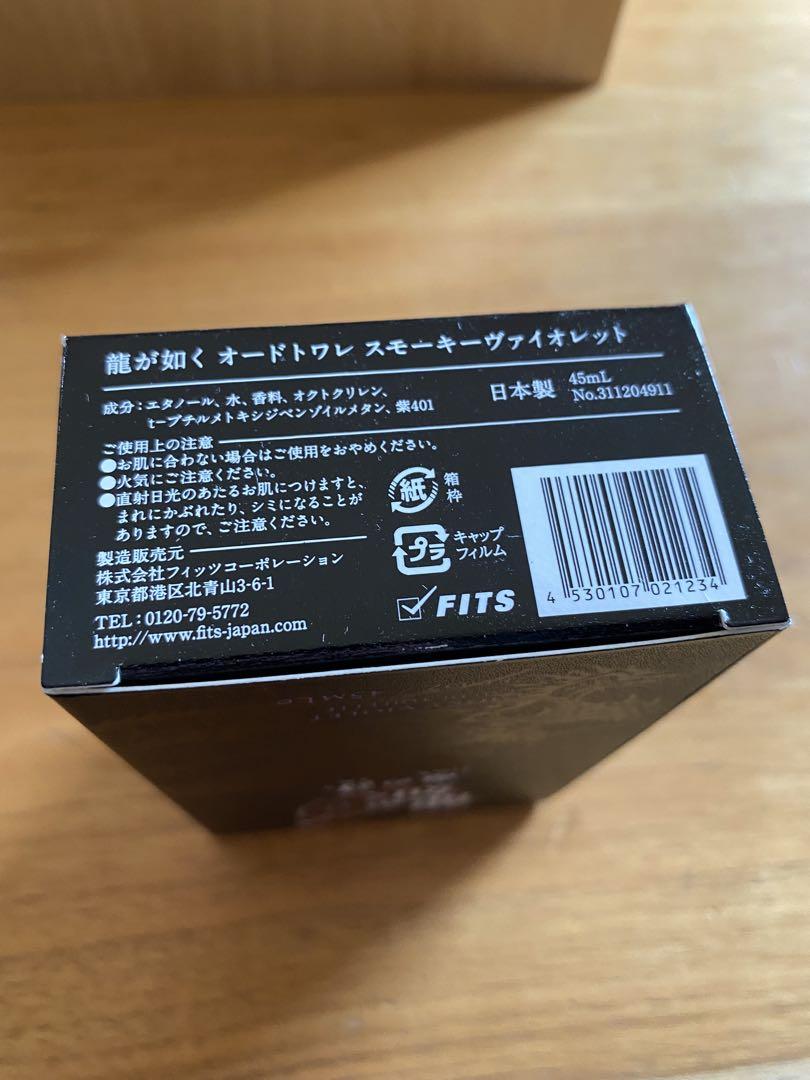 龍が如く オードトワレ スモーキーヴァイオレット
成分：エタノール、水、香料、オクトクリレン、
t-ブチルメトキシジベンゾイルメタン、紫401
日本製
45mL
No.311204911
ご使用上の注意
●お肌に合わない場合はご使用をおやめください。
●火気にご注意ください。
●直射日光のあたるお肌につけますと、
まれにかぶれたり、シミになることが
ありますので、ご注意ください。
製造販売元
株式会社フィッツコーポレーション
東京都港区北青山3-6-1
TEL：0120-79-5772
http://www.fits-japan.com
紙
箱
枠
プラ
キャップ
フィルム
FITS
4 530107 021234